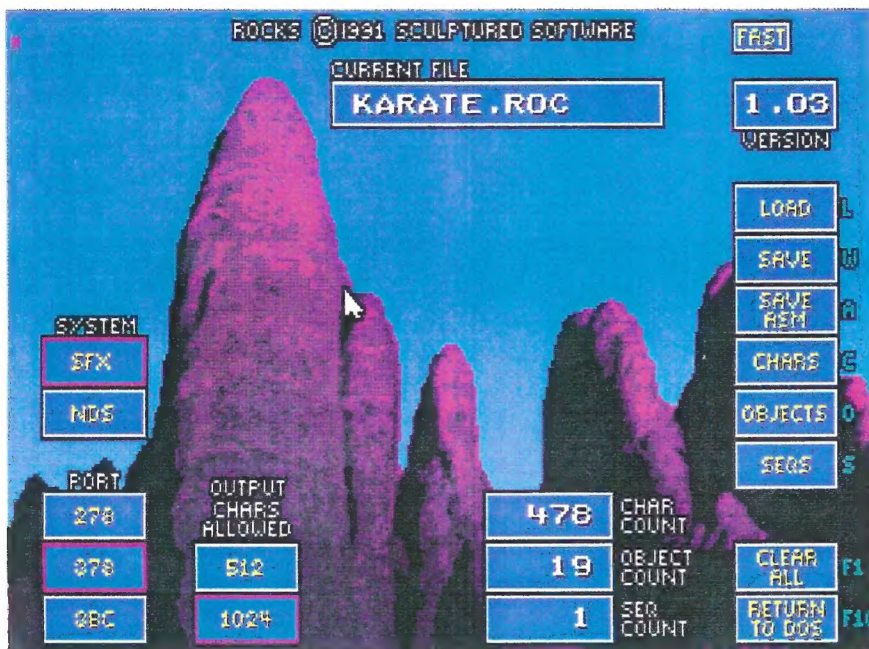 ROCKS ©1991 SCULPTURED SOFTWARE
FAST
CURRENT FILE
KARATE.ROC
1.03
VERSION
LOAD L
SAVE W
SAVE ASM A
CHARS C
OBJECTS O
SEQS S
SYSTEM
SFX
NDS
PORT
278
378
3BC
OUTPUT
CHARS
ALLOWED
512
1024
478 CHAR COUNT
19 OBJECT COUNT
1 SEQ COUNT
CLEAR ALL F1
RETURN TO DOS F10